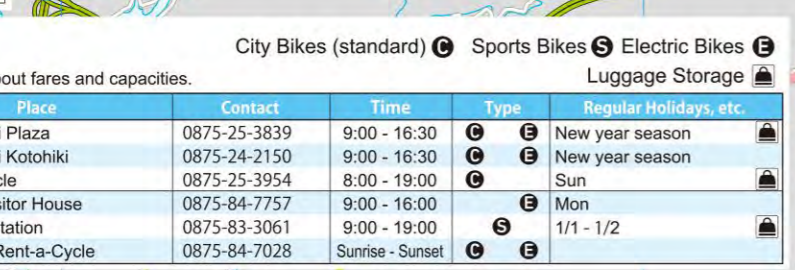 City Bikes (standard) C Sports Bikes S Electric Bikes E
out fares and capacities.
Luggage Storage
Place Contact Time Type Regular Holidays, etc.
i Plaza 0875-25-3839 9:00 - 16:30 C E New year season
i Kotohiki 0875-24-2150 9:00 - 16:30 C E New year season
cle 0875-25-3954 8:00 - 19:00 C Sun
sitor House 0875-84-7757 9:00 - 16:00 E Mon
tation 0875-83-3061 9:00 - 19:00 S 1/1 - 1/2
Rent-a-Cycle 0875-84-7028 Sunrise - Sunset C E